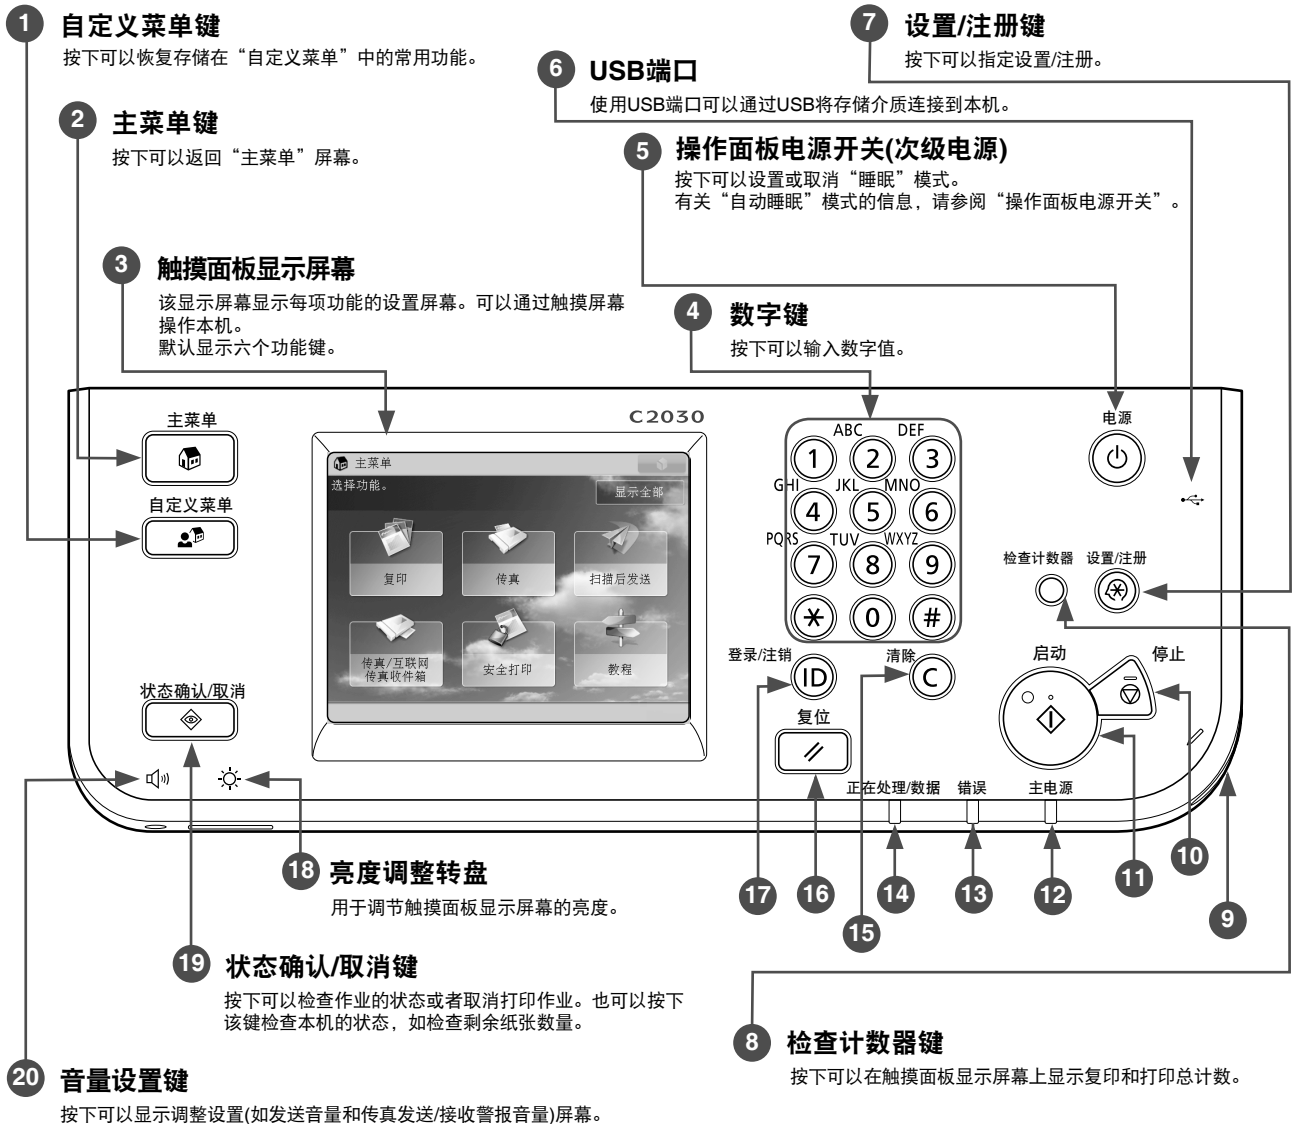 1 自定义菜单键
按下可以恢复存储在“自定义菜单”中的常用功能。
2 主菜单键
按下可以返回“主菜单”屏幕。
3 触摸面板显示屏幕
该显示屏幕显示每项功能的设置屏幕。可以通过触摸屏幕
操作本机。
默认显示六个功能键。
7 设置/注册键
按下可以指定设置/注册。
6 USB端口
使用USB端口可以通过USB将存储介质连接到本机。
5 操作面板电源开关(次级电源)
按下可以设置或取消“睡眠”模式。
有关“自动睡眠”模式的信息，请参阅“操作面板电源开关”。
4 数字键
按下可以输入数字值。
主菜单
自定义菜单
状态确认/取消
C2030
主菜单
选择功能。
显示全部
复印
传真
扫描后发送
传真/互联网
传真收件箱
安全打印
教程
ABC DEF
1 2 3
GHI JKL MNO
4 5 6
PQRS TUV WXYZ
7 8 9
0 #
登录/注销
ID
清除
C
复位
电源
检查计数器
设置/注册
启动
停止
正在处理/数据
错误
主电源
17
16
15
14
13
12
11
10
9
18 亮度调整转盘
用于调节触摸面板显示屏幕的亮度。
19 状态确认/取消键
按下可以检查作业的状态或者取消打印作业。也可以按下
该键检查本机的状态，如检查剩余纸张数量。
20 音量设置键
按下可以显示调整设置(如发送音量和传真发送/接收警报音量)屏幕。
8 检查计数器键
按下可以在触摸面板显示屏幕上显示复印和打印总计数。